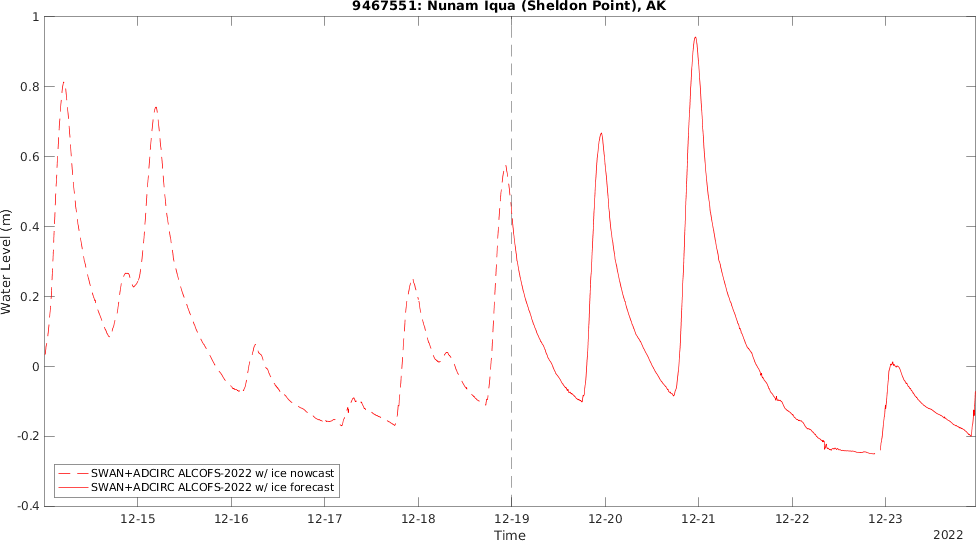 9467551: Nunam Iqua (Sheldon Point), AK
1
0.8
0.6
0.4
0.2
0
-0.2
-0.4
Water Level (m)
SWAN+ADCIRC ALCOFS-2022 w/ ice nowcast
SWAN+ADCIRC ALCOFS-2022 w/ ice forecast
12-15 12-16 12-17 12-18 12-19 12-20 12-21 12-22 12-23
Time
2022